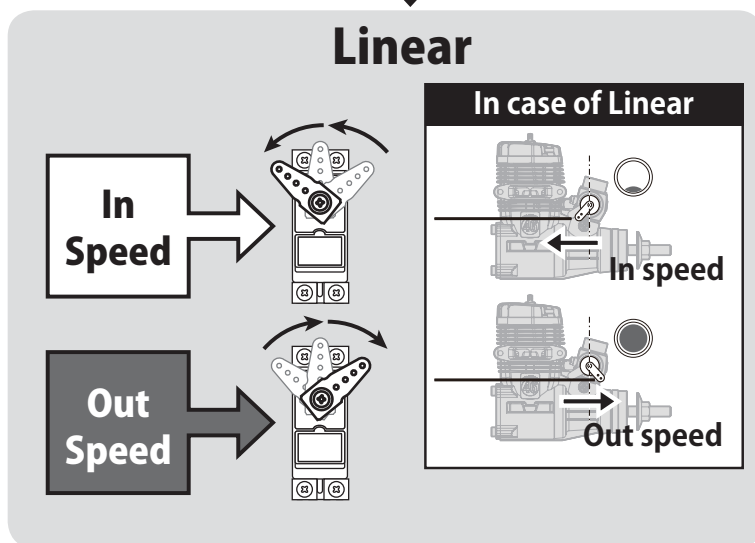 Linear
In
Speed
Out
Speed
In case of Linear
In speed
Out speed